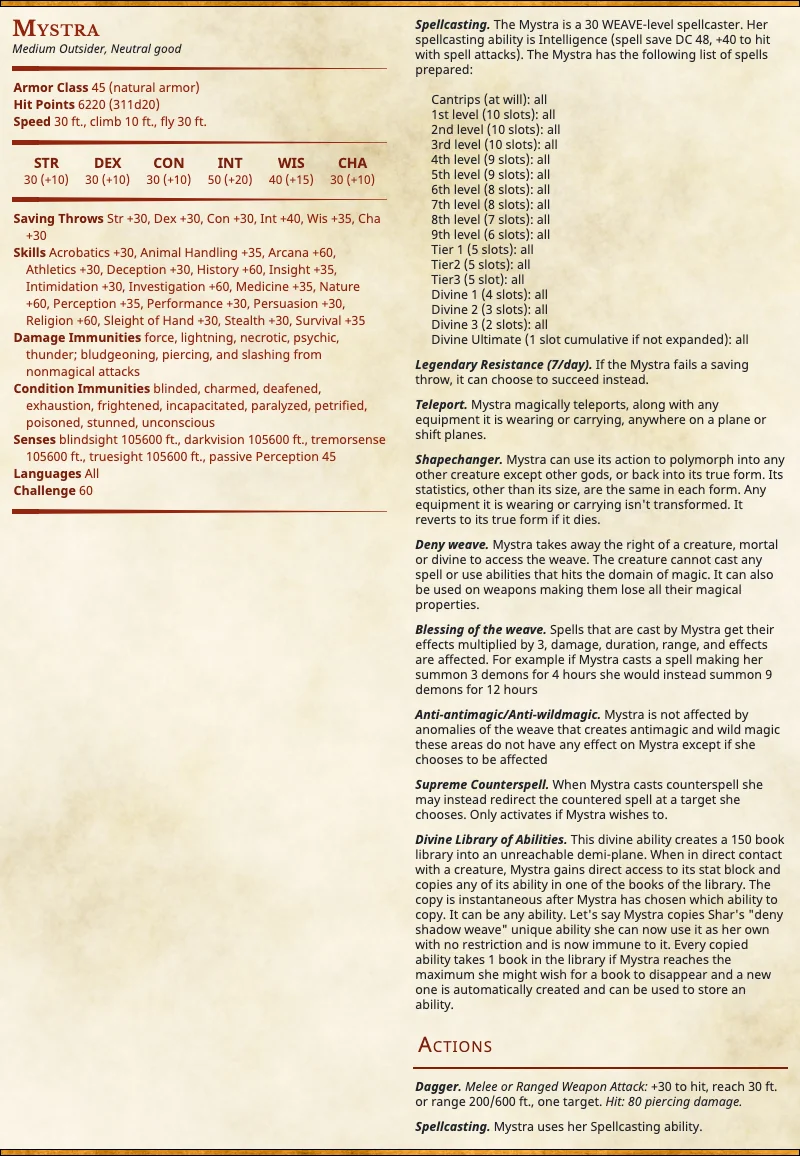 Mystra
Medium Outsider, Neutral good
Armor Class 45 (natural armor)
Hit Points 6220 (311d20)
Speed 30 ft., climb 10 ft., fly 30 ft.
STR DEX CON INT WIS CHA
30 (+10) 30 (+10) 30 (+10) 50 (+20) 40 (+15) 30 (+10)
Saving Throws Str +30, Dex +30, Con +30, Int +40, Wis +35, Cha
+30
Skills Acrobatics +30, Animal Handling +35, Arcana +60,
Athletics +30, Deception +30, History +60, Insight +35,
Intimidation +30, Investigation +60, Medicine +35, Nature
+60, Perception +35, Performance +30, Persuasion +30,
Religion +60, Sleight of Hand +30, Stealth +30, Survival +35
Damage Immunities force, lightning, necrotic, psychic,
thunder; bludgeoning, piercing, and slashing from
nonmagical attacks
Condition Immunities blinded, charmed, deafened,
exhaustion, frightened, incapacitated, paralyzed, petrified,
poisoned, stunned, unconscious
Senses blindsight 105600 ft., darkvision 105600 ft., tremorsense
105600 ft., truesight 105600 ft., passive Perception 45
Languages All
Challenge 60
Spellcasting. The Mystra is a 30 WEAVE-level spellcaster. Her
spellcasting ability is Intelligence (spell save DC 48, +40 to hit
with spell attacks). The Mystra has the following list of spells
prepared:
Cantrips (at will): all
1st level (10 slots): all
2nd level (10 slots): all
3rd level (10 slots): all
4th level (9 slots): all
5th level (9 slots): all
6th level (8 slots): all
7th level (8 slots): all
8th level (7 slots): all
9th level (6 slots): all
Tier 1 (5 slots): all
Tier2 (5 slots): all
Tier3 (5 slot): all
Divine 1 (4 slots): all
Divine 2 (3 slots): all
Divine 3 (2 slots): all
Divine Ultimate (1 slot cumulative if not expanded): all
Legendary Resistance (7/day). If the Mystra fails a saving
throw, it can choose to succeed instead.
Teleport. Mystra magically teleports, along with any
equipment it is wearing or carrying, anywhere on a plane or
shift planes.
Shapechanger. Mystra can use its action to polymorph into any
other creature except other gods, or back into its true form. Its
statistics, other than its size, are the same in each form. Any
equipment it is wearing or carrying isn't transformed. It
reverts to its true form if it dies.
Deny weave. Mystra takes away the right of a creature, mortal
or divine to access the weave. The creature cannot cast any
spell or use abilities that hits the domain of magic. It can also
be used on weapons making them lose all their magical
properties.
Blessing of the weave. Spells that are cast by Mystra get their
effects multiplied by 3, damage, duration, range, and effects
are affected. For example if Mystra casts a spell making her
summon 3 demons for 4 hours she would instead summon 9
demons for 12 hours
Anti-antimagic/Anti-wildmagic. Mystra is not affected by
anomalies of the weave that creates antimagic and wild magic
these areas do not have any effect on Mystra except if she
chooses to be affected
Supreme Counterspell. When Mystra casts counterspell she
may instead redirect the countered spell at a target she
chooses. Only activates if Mystra wishes to.
Divine Library of Abilities. This divine ability creates a 150 book
library into an unreachable demi-plane. When in direct contact
with a creature, Mystra gains direct access to its stat block and
copies any of its ability in one of the books of the library. The
copy is instantaneous after Mystra has chosen which ability to
copy. It can be any ability. Let's say Mystra copies Shar's "deny
shadow weave" unique ability she can now use it as her own
with no restriction and is now immune to it. Every copied
ability takes 1 book in the library if Mystra reaches the
maximum she might wish for a book to disappear and a new
one is automatically created and can be used to store an
ability.
Actions
Dagger. Melee or Ranged Weapon Attack: +30 to hit, reach 30 ft.
or range 200/600 ft., one target. Hit: 80 piercing damage.
Spellcasting. Mystra uses her Spellcasting ability.